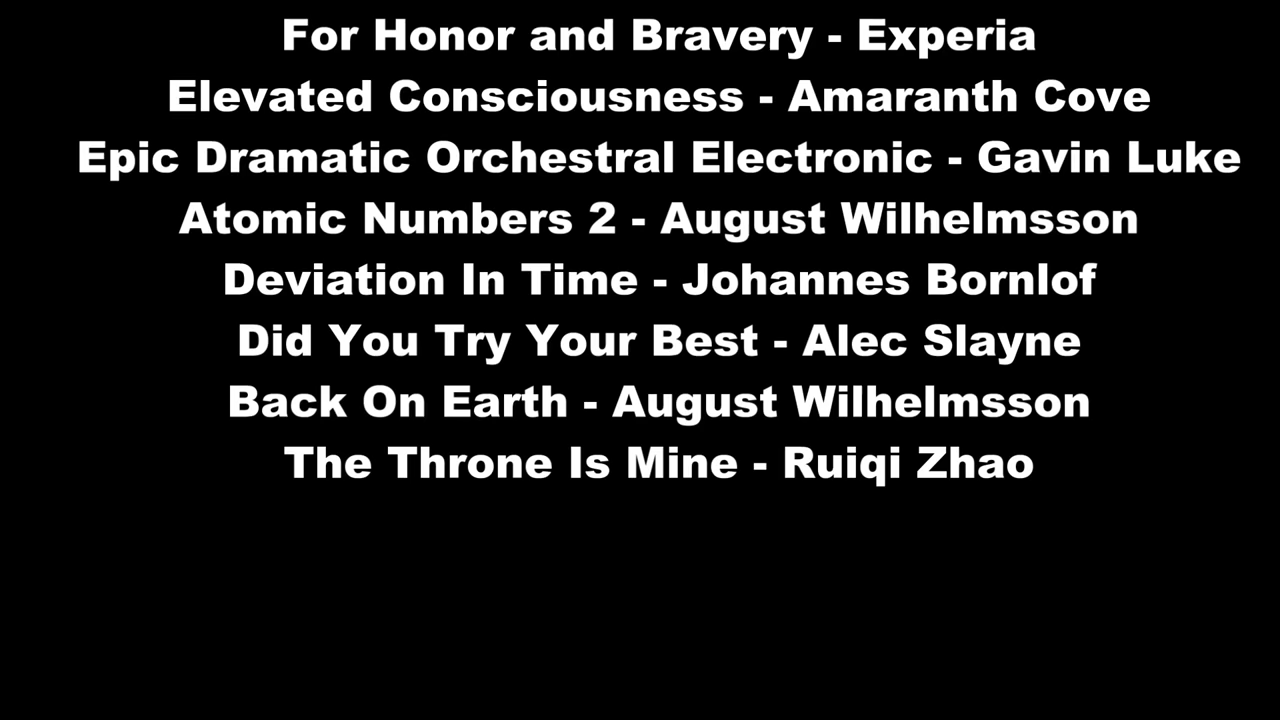 For Honor and Bravery - Experia
Elevated Consciousness - Amaranth Cove
Epic Dramatic Orchestral Electronic - Gavin Luke
Atomic Numbers 2 - August Wilhelmsson
Deviation In Time - Johannes Bornlof
Did You Try Your Best - Alec Slayne
Back On Earth - August Wilhelmsson
The Throne Is Mine - Ruiqi Zhao